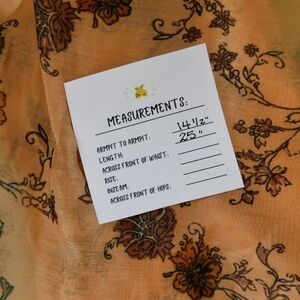 MEASUREMENTS:
ARMPIT TO ARMPIT: 14 1/2"
LENGTH: 25"
ACROSS FRONT OF WAIST:
RISE:
INSEAM:
ACROSS FRONT OF HIPS: